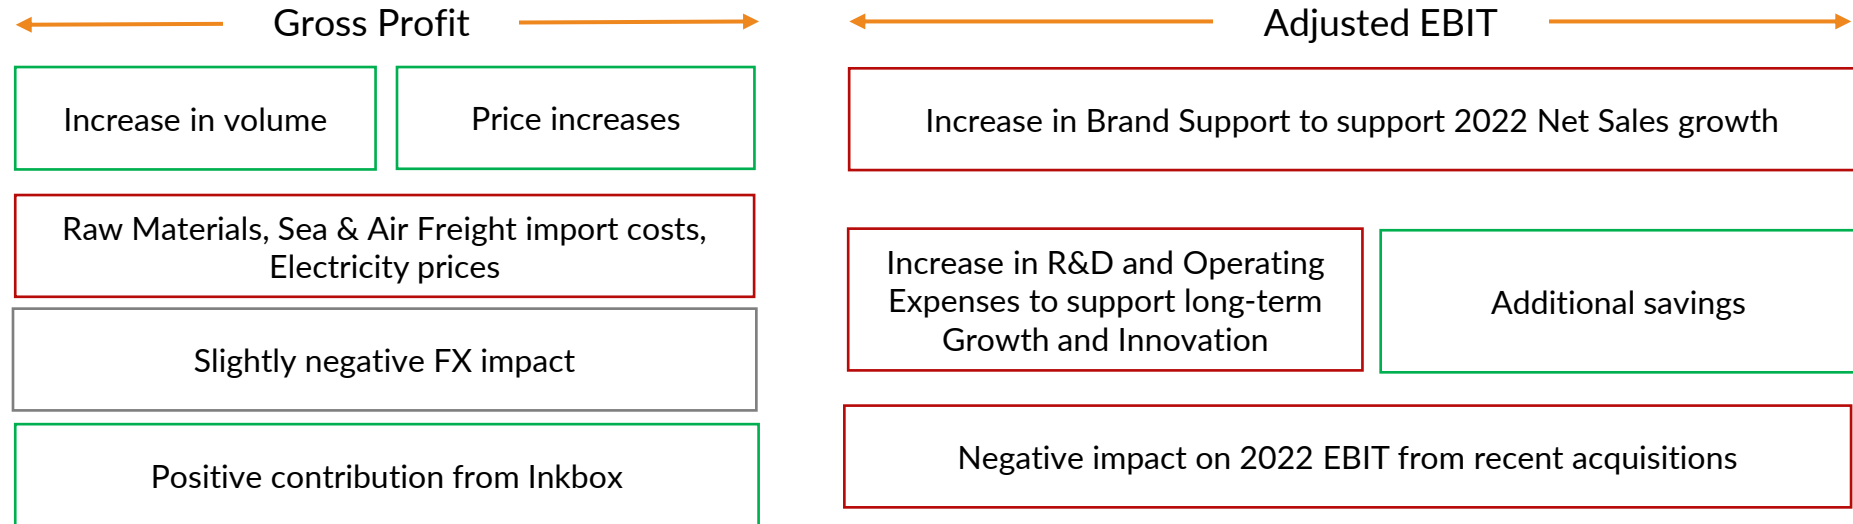 Gross Profit
Increase in volume
Price increases
Raw Materials, Sea & Air Freight import costs,
Electricity prices
Slightly negative FX impact
Positive contribution from Inkbox
Adjusted EBIT
Increase in Brand Support to support 2022 Net Sales growth
Increase in R&D and Operating
Expenses to support long-term
Growth and Innovation
Additional savings
Negative impact on 2022 EBIT from recent acquisitions